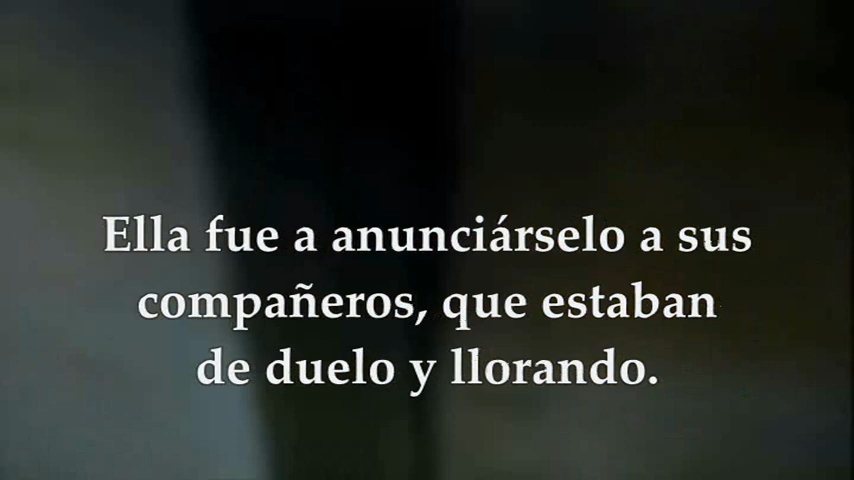 Ella fue a anunciárselo a sus
compañeros, que estaban
de duelo y llorando.